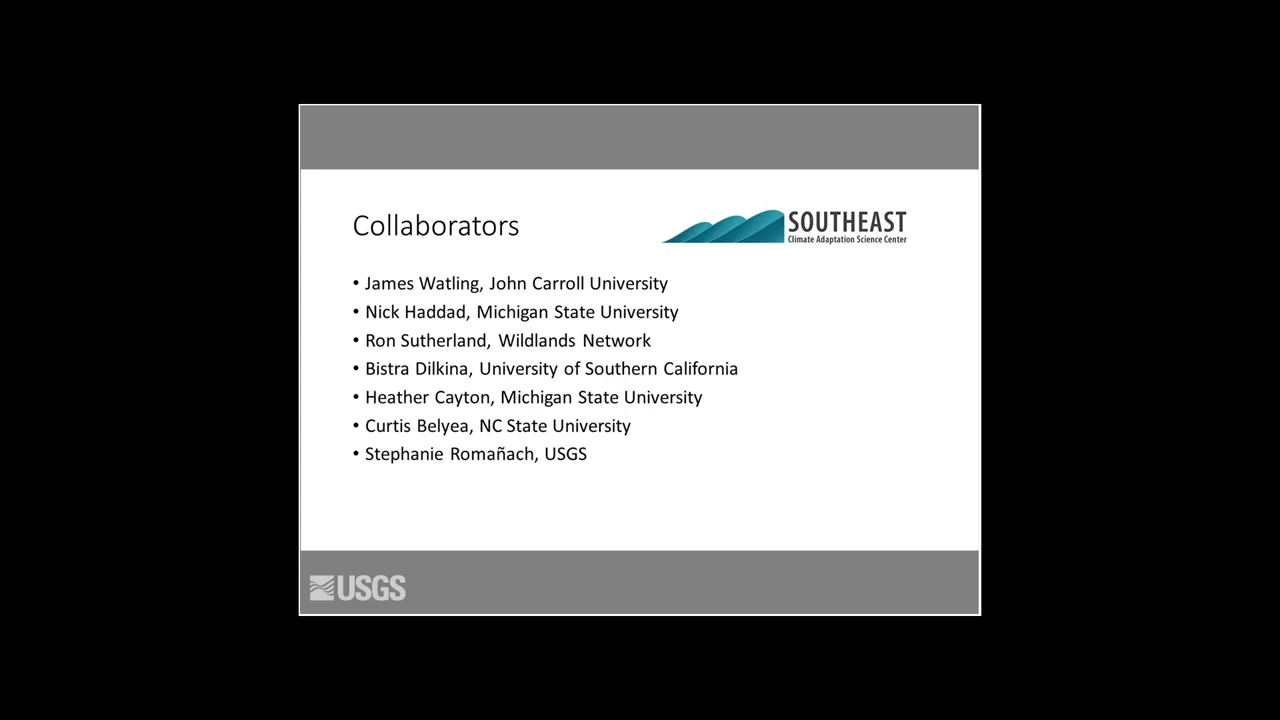 Collaborators
SOUTHEAST
Climate Adaptation Science Center
• James Watling, John Carroll University
• Nick Haddad, Michigan State University
• Ron Sutherland, Wildlands Network
• Bistra Dilkina, University of Southern California
• Heather Cayton, Michigan State University
• Curtis Belyea, NC State University
• Stephanie Romañach, USGS
USGS